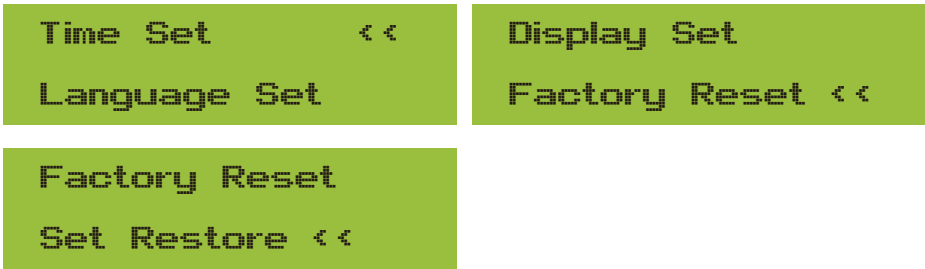 Time Set <<
Language Set
Display Set
Factory Reset <<
Factory Reset
Set Restore <<